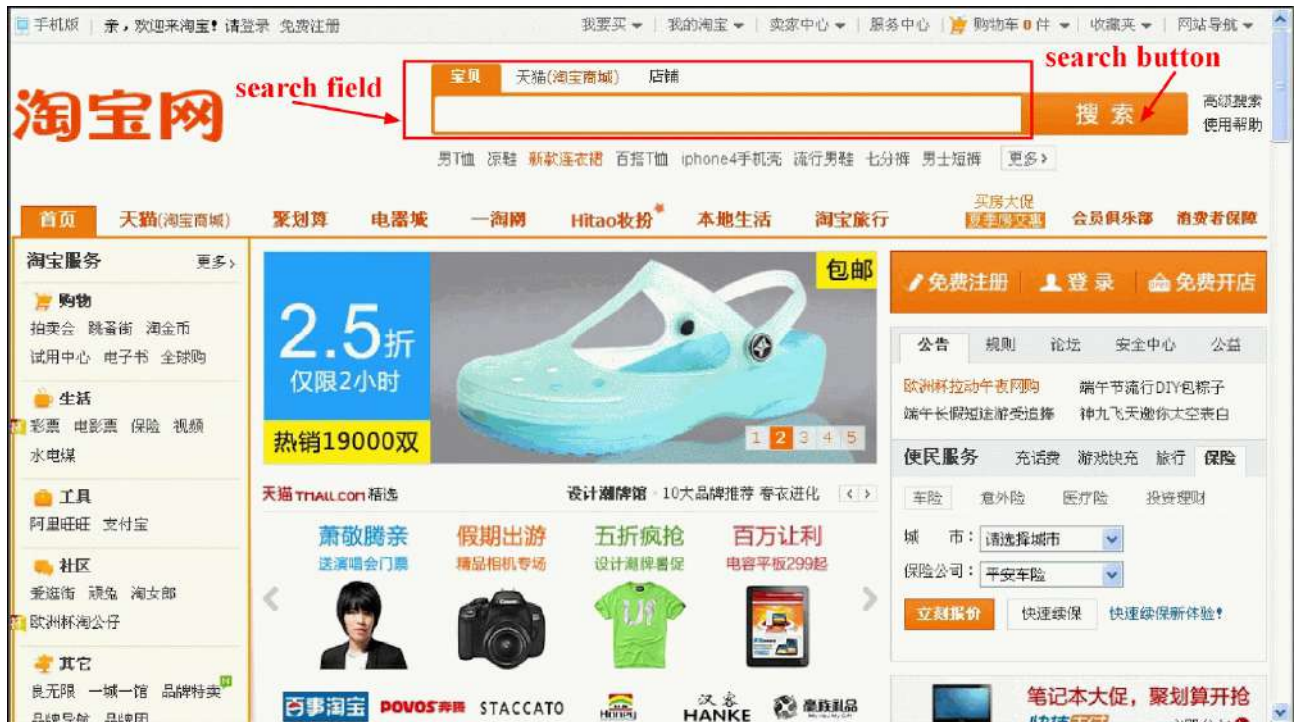 手机版 亲,欢迎来淘宝!请登录 免费注册 我要买 我的淘宝 卖家中心 服务中心 购物车0件 收藏夹 网站导航
search field search button
宝贝 天猫(淘宝商城) 店铺
淘宝网
搜索
高级搜索
使用帮助
男T恤 凉鞋 新款连衣裙 百搭T恤 iphone4手机壳 流行男鞋 七分裤 男士短裤 更多>
买房大促
首页 天猫(淘宝商城) 聚划算 电器城 一淘网 Hitao妆扮 本地生活 淘宝旅行 会员俱乐部 消费者保障
淘宝服务 更多>
购物
拍卖会 跳蚤街 淘金币
试用中心 电子书 全球购
生活
彩票 电影票 保险 视频
水电煤
工具
阿里旺旺 支付宝
社区
爱逛街 顽兔 淘女郎
欧洲杯淘公仔
其它
良无限 一城一馆 品牌特卖
品牌导航 品牌团
2.5折
仅限2小时
热销19000双
包邮
1 2 3 4 5
天猫TMALL.com精选 设计潮牌馆 · 10大品牌推荐 春衣进化 < >
萧敬腾亲 假期出游 五折疯抢 百万让利
送演唱会门票 精品相机专场 设计潮牌暑促 电容平板299起
百事淘宝 POVOS奔腾 STACCATO 汉客 HANKE
免费注册 登录 免费开店
公告 规则 论坛 安全中心 公益
欧洲杯拉动午夜网购 端午节流行DIY包粽子
端午长假短途游受追捧 神九飞天邀你太空表白
便民服务 充话费 游戏快充 旅行 保险
车险 意外险 医疗险 投资理财
城 市: 请选择城市
保险公司: 平安车险
立刻报价 快速续保 快速续保新体验!
笔记本大促,聚划算开抢